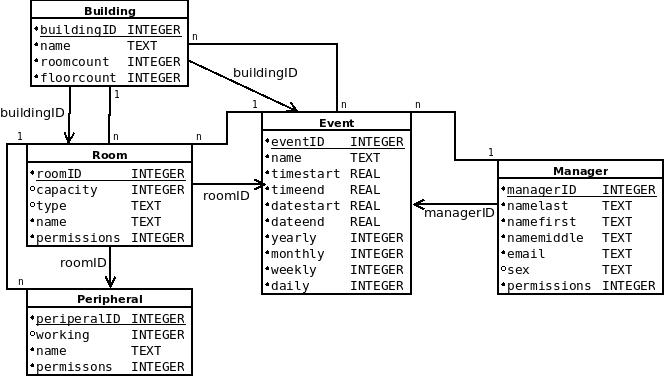 Building
buildingID INTEGER
name TEXT
roomcount INTEGER
floorcount INTEGER
n
buildingID
buildingID
1
1
n
n
1
n
n
Room
roomID INTEGER
capacity INTEGER
type TEXT
name TEXT
permissions INTEGER
roomID
Event
eventID INTEGER
name TEXT
timestart REAL
timeend REAL
datestart REAL
dateend REAL
yearly INTEGER
monthly INTEGER
weekly INTEGER
daily INTEGER
1
Manager
managerID INTEGER
namelast TEXT
namefirst TEXT
namemiddle TEXT
email TEXT
sex TEXT
permissions INTEGER
managerID
roomID
n
Peripheral
periperalID INTEGER
working INTEGER
name TEXT
permissons INTEGER